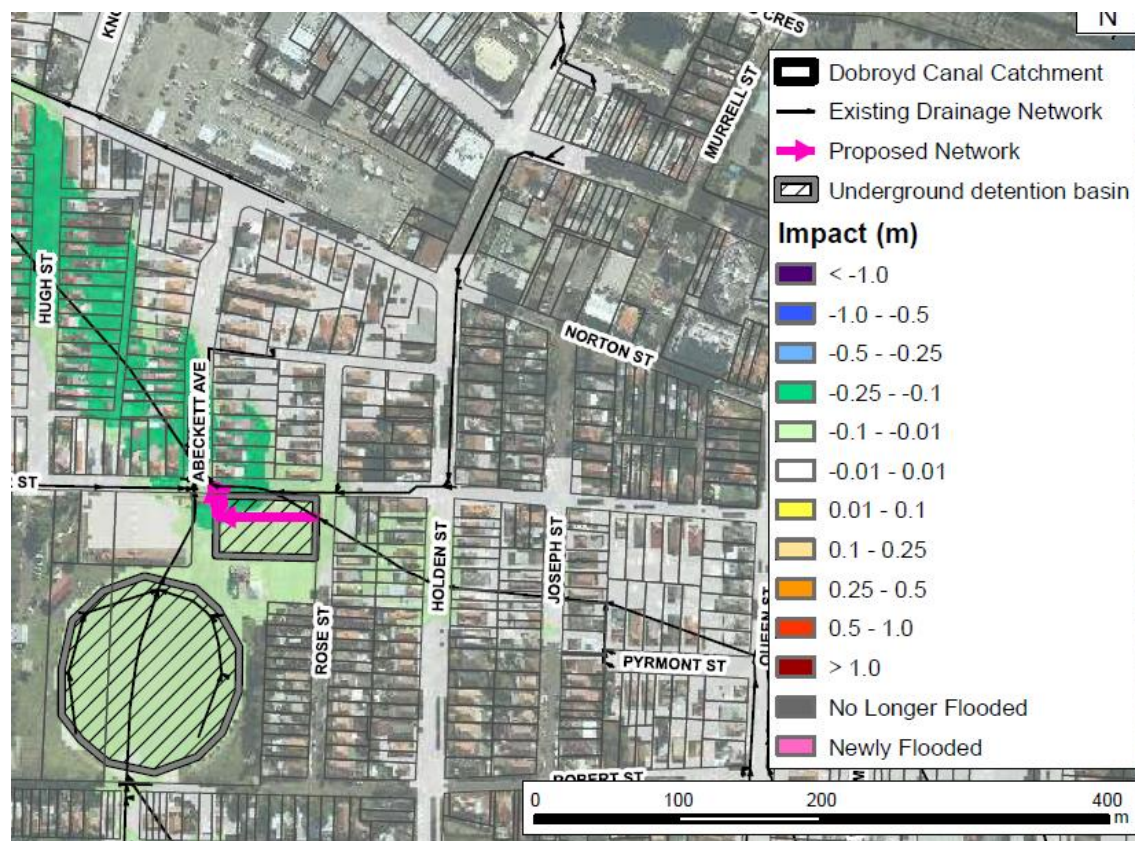 N
CRES
Dobroyd Canal Catchment
Existing Drainage Network
Proposed Network
Underground detention basin
Impact (m)
< -1.0
-1.0 - -0.5
-0.5 - -0.25
-0.25 - -0.1
-0.1 - -0.01
-0.01 - 0.01
0.01 - 0.1
0.1 - 0.25
0.25 - 0.5
0.5 - 1.0
> 1.0
No Longer Flooded
Newly Flooded
MURRELL ST
HUGH ST
NORTON ST
ABECKETT AVE
ST
HOLDEN ST
JOSEPH ST
QUEEN ST
ROSE ST
PYRMONT ST
ROBERT ST
0 100 200 400
m